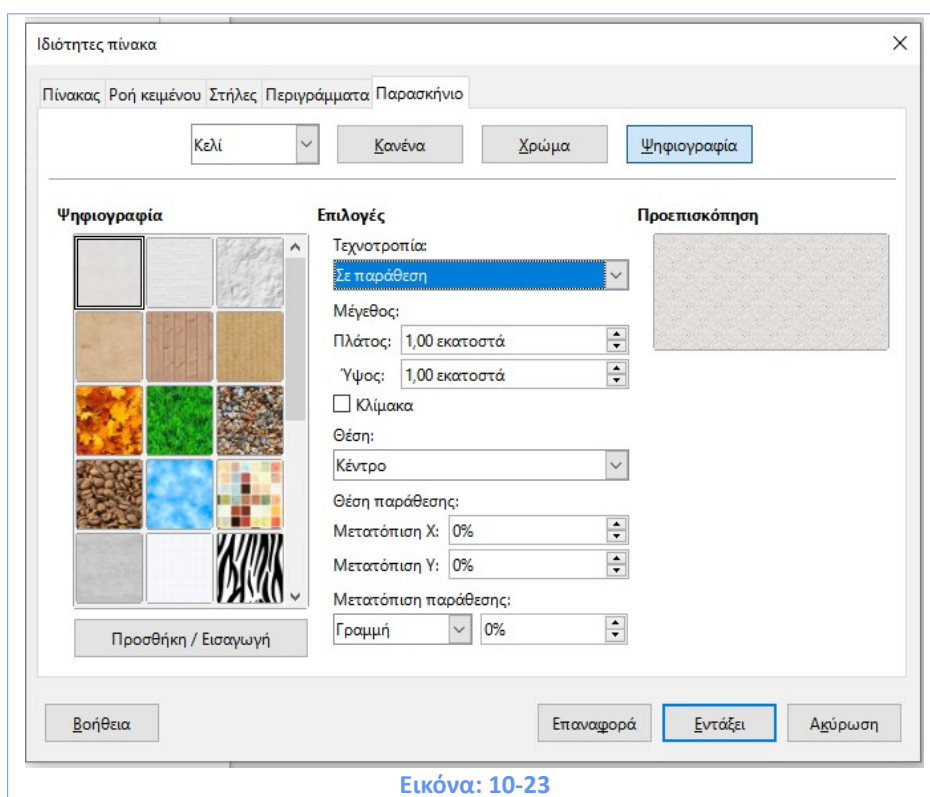 Ιδιότητες πίνακα
Πίνακας Ροή κειμένου Στήλες Περιγράμματα Παρασκήνιο
Κελί Κανένα Χρώμα Ψηφιογραφία
Ψηφιογραφία Επιλογές Προεπισκόπηση
Τεχνοτροπία:
Σε παράθεση
Μέγεθος:
Πλάτος: 1,00 εκατοστά
Ύψος: 1,00 εκατοστά
Κλίμακα
Θέση:
Κέντρο
Θέση παράθεσης:
Μετατόπιση X: 0%
Μετατόπιση Y: 0%
Μετατόπιση παράθεσης:
Γραμμή 0%
Προσθήκη / Εισαγωγή
Βοήθεια Επαναφορά Εντάξει Ακύρωση
Εικόνα: 10-23